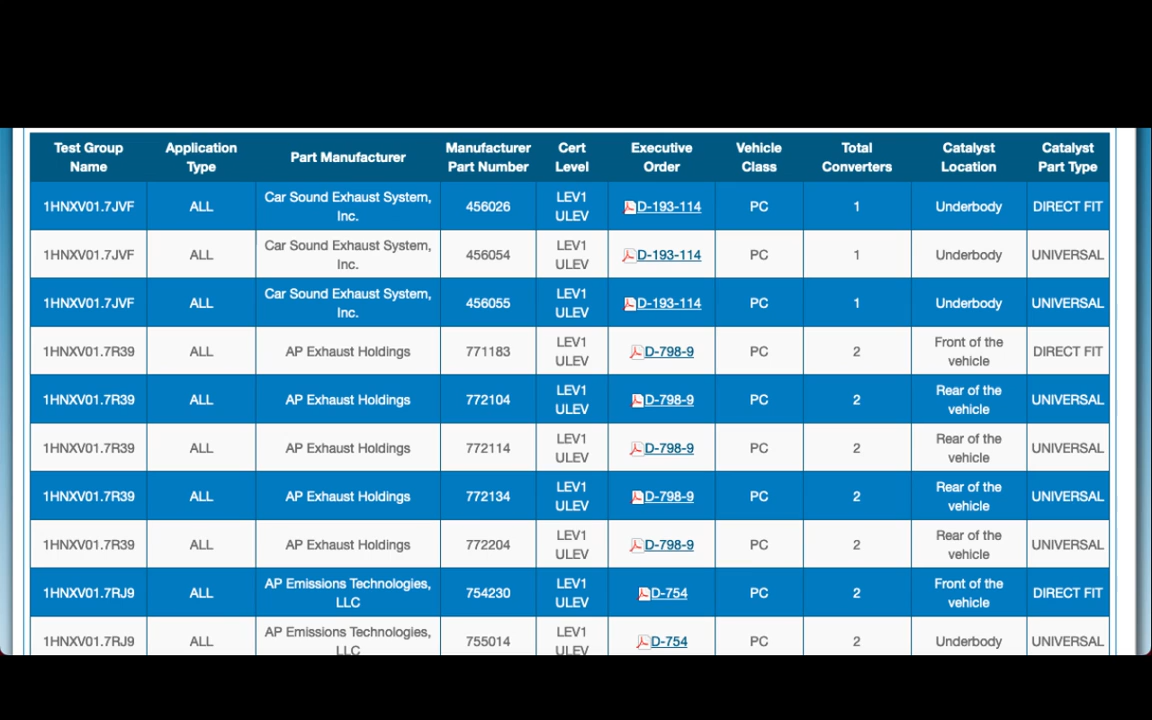 Test Group Name | Application Type | Part Manufacturer | Manufacturer Part Number | Cert Level | Executive Order | Vehicle Class | Total Converters | Catalyst Location | Catalyst Part Type
1HNXV01.7JVF | ALL | Car Sound Exhaust System, Inc. | 456026 | LEV1 ULEV | D-193-114 | PC | 1 | Underbody | DIRECT FIT
1HNXV01.7JVF | ALL | Car Sound Exhaust System, Inc. | 456054 | LEV1 ULEV | D-193-114 | PC | 1 | Underbody | UNIVERSAL
1HNXV01.7JVF | ALL | Car Sound Exhaust System, Inc. | 456055 | LEV1 ULEV | D-193-114 | PC | 1 | Underbody | UNIVERSAL
1HNXV01.7R39 | ALL | AP Exhaust Holdings | 771183 | LEV1 ULEV | D-798-9 | PC | 2 | Front of the vehicle | DIRECT FIT
1HNXV01.7R39 | ALL | AP Exhaust Holdings | 772104 | LEV1 ULEV | D-798-9 | PC | 2 | Rear of the vehicle | UNIVERSAL
1HNXV01.7R39 | ALL | AP Exhaust Holdings | 772114 | LEV1 ULEV | D-798-9 | PC | 2 | Rear of the vehicle | UNIVERSAL
1HNXV01.7R39 | ALL | AP Exhaust Holdings | 772134 | LEV1 ULEV | D-798-9 | PC | 2 | Rear of the vehicle | UNIVERSAL
1HNXV01.7R39 | ALL | AP Exhaust Holdings | 772204 | LEV1 ULEV | D-798-9 | PC | 2 | Rear of the vehicle | UNIVERSAL
1HNXV01.7RJ9 | ALL | AP Emissions Technologies, LLC | 754230 | LEV1 ULEV | D-754 | PC | 2 | Front of the vehicle | DIRECT FIT
1HNXV01.7RJ9 | ALL | AP Emissions Technologies, LLC | 755014 | LEV1 ULEV | D-754 | PC | 2 | Underbody | UNIVERSAL